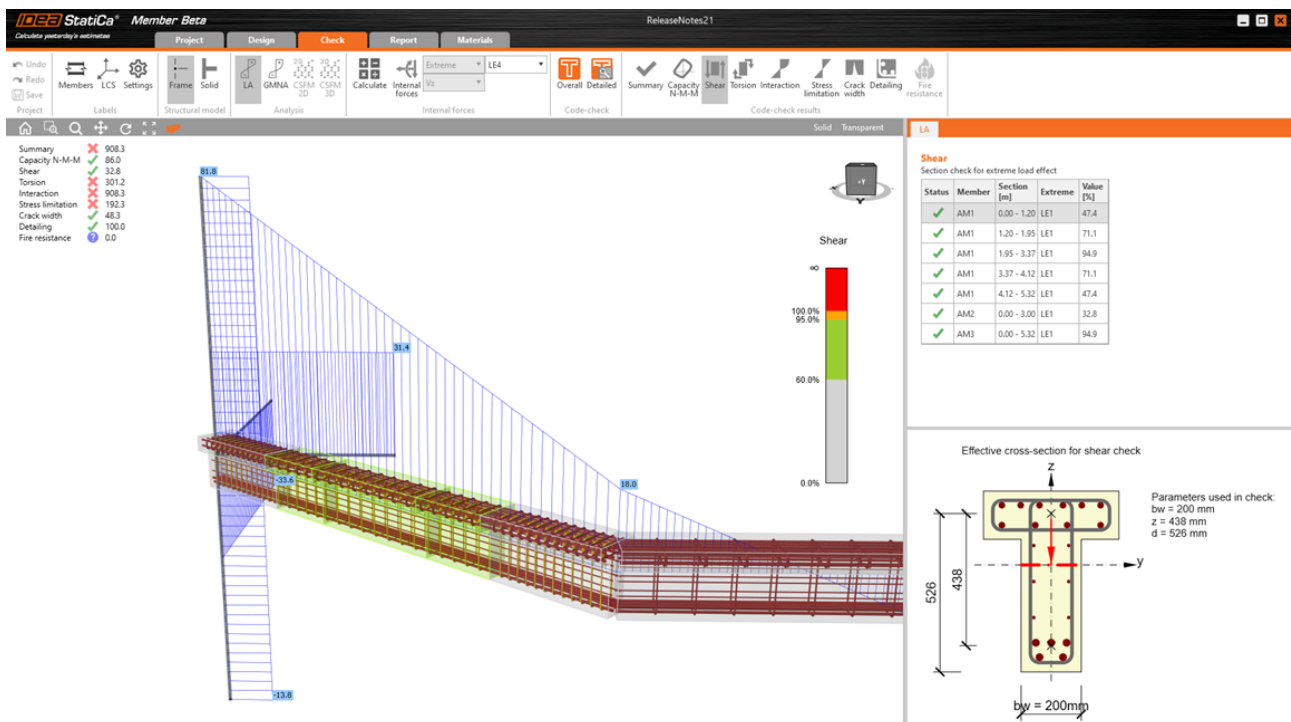 IDEA StatiCa® Member Beta
Calculate yesterday's estimates
ReleaseNotes21
Project Design Check Report Materials
Undo
Redo
Save
Members LCS Settings
Frame Solid
LA GMNA CSFM 2D CSFM 3D
Calculate Internal forces
Extreme LE4
Vz
Overall Detailed
Summary Capacity N-M-M Shear Torsion Interaction Stress limitation Crack width Detailing Fire resistance
Project Labels Structural model Analysis Internal forces Code-check Code-check results
Solid Transparent
LA
Summary 908.3
Capacity N-M-M 86.0
Shear 32.8
Torsion 301.2
Interaction 908.3
Stress limitation 192.3
Crack width 48.3
Detailing 100.0
Fire resistance ? 0.0
81.8
31.4
-33.6
18.0
-13.8
+Y
Y
Shear
∞
100.0%
95.0%
60.0%
0.0%
Shear
Section check for extreme load effect
Status Member Section [m] Extreme Value [%]
AM1 0.00 - 1.20 LE1 47.4
AM1 1.20 - 1.95 LE1 71.1
AM1 1.95 - 3.37 LE1 94.9
AM1 3.37 - 4.12 LE1 71.1
AM1 4.12 - 5.32 LE1 47.4
AM2 0.00 - 3.00 LE1 32.8
AM3 0.00 - 5.32 LE1 94.9
Effective cross-section for shear check
z
y
526
438
bw = 200mm
Parameters used in check:
bw = 200 mm
z = 438 mm
d = 526 mm